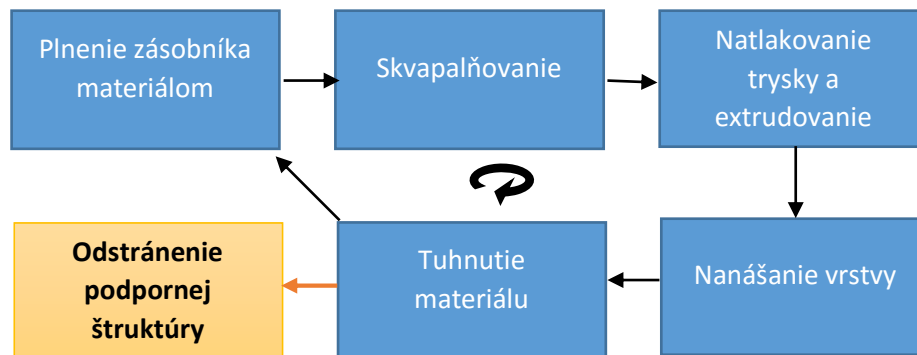 Plnenie zásobníka
materiálom
Skvapalňovanie
Natlakovanie
trysky a
extrudovanie
Odstránenie
podpornej
štruktúry
Tuhnutie
materiálu
Nanášanie vrstvy